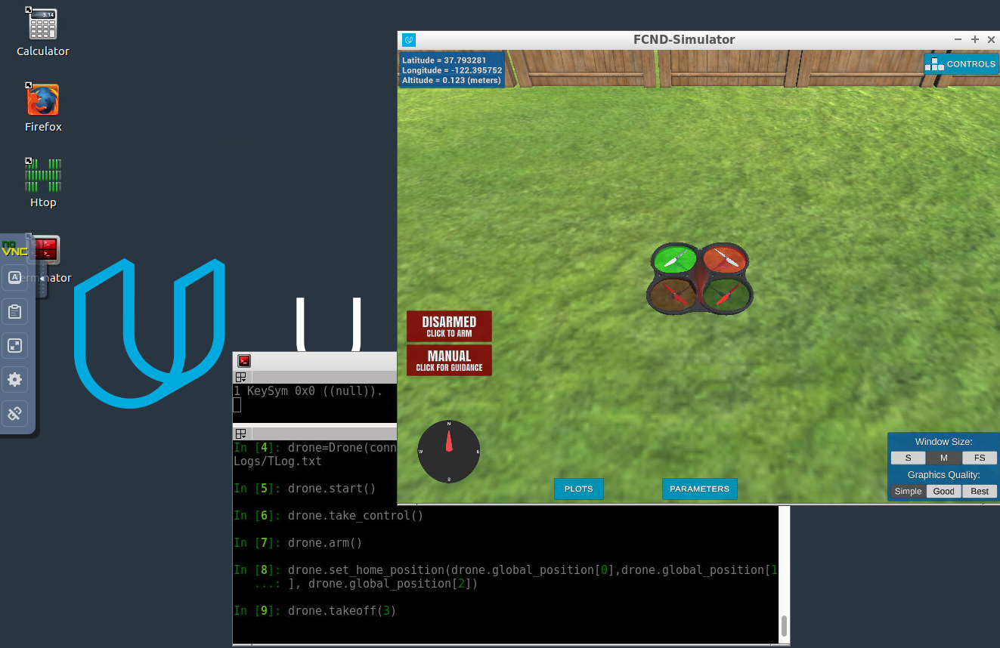 Calculator
Firefox
Htop
noVNC
FCND-Simulator
Latitude = 37.793281
Longitude = -122.395752
Altitude = 0.123 (meters)
CONTROLS
DISARMED
CLICK TO ARM
MANUAL
CLICK FOR GUIDANCE
N
W
E
S
PLOTS
PARAMETERS
Window Size:
S M FS
Graphics Quality:
Simple Good Best
1 KeySym 0x0 ((null)).
In [4]: drone=Drone(conn
Logs/TLog.txt
In [5]: drone.start()
In [6]: drone.take_control()
In [7]: drone.arm()
In [8]: drone.set_home_position(drone.global_position[0],drone.global_position[1
...: ], drone.global_position[2])
In [9]: drone.takeoff(3)